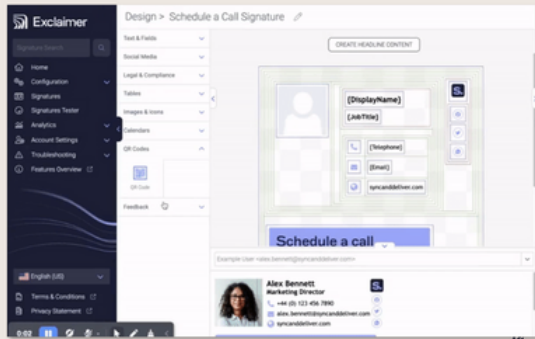 Exclaimer
Signature Search
Home
Configuration
Signatures
Signatures Tester
Analytics
Account Settings
Troubleshooting
Features Overview
English (US)
Terms & Conditions
Privacy Statement
0:02
Design > Schedule a Call Signature
Text & Fields
Social Media
Legal & Compliance
Tables
Images & Icons
Calendars
QR Codes
QR Code
Feedback
CREATE HEADLINE CONTENT
{DisplayName}
{JobTitle}
{Telephone}
{Email}
syncanddeliver.com
S.
Schedule a call
Example User <alex.bennett@syncanddeliver.com>
Alex Bennett
Marketing Director
+44 (0) 123 456 7890
alex.bennett@syncanddeliver.com
syncanddeliver.com
S.